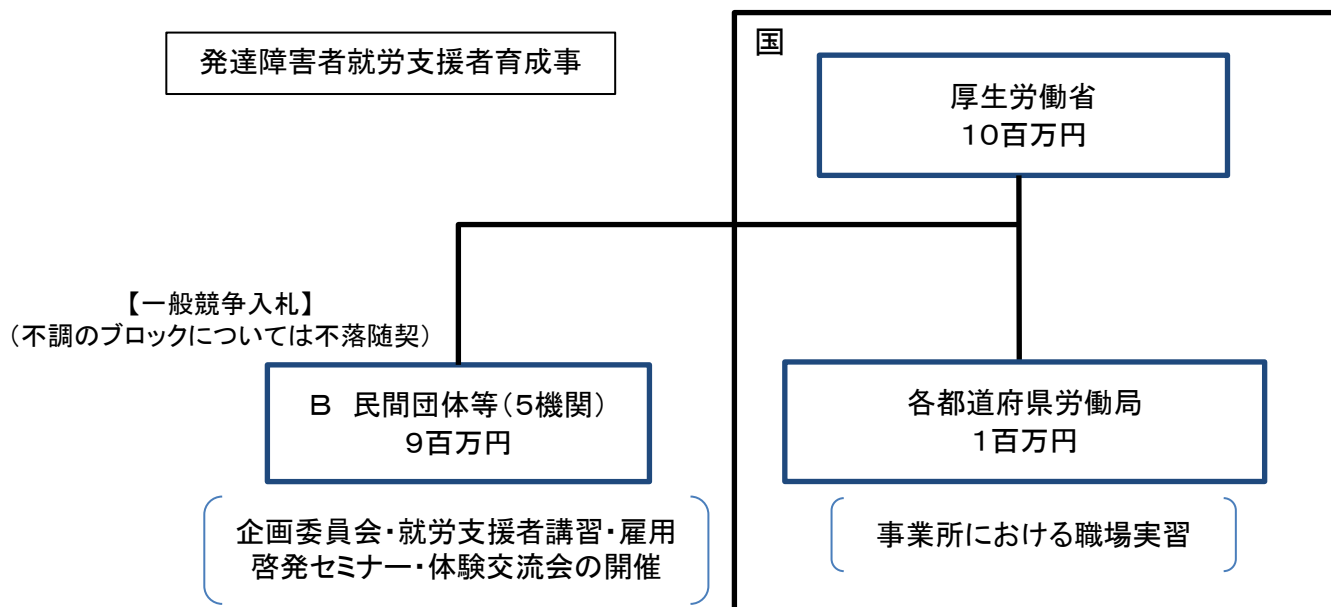 発達障害者就労支援者育成事
国
厚生労働省
10百万円
【一般競争入札】
（不調のブロックについては不落随契）
B　民間団体等（５機関）
９百万円
各都道府県労働局
１百万円
企画委員会・就労支援者講習・雇用
啓発セミナー・体験交流会の開催
事業所における職場実習